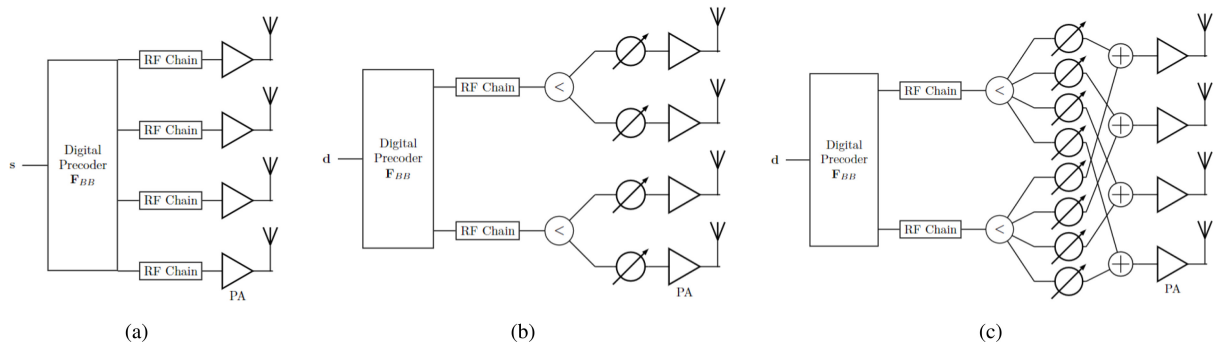 s
Digital
Precoder
F_BB
RF Chain
RF Chain
RF Chain
RF Chain
PA
(a)
d
Digital
Precoder
F_BB
RF Chain
<
RF Chain
<
PA
(b)
d
Digital
Precoder
F_BB
RF Chain
<
RF Chain
<
+
+
+
+
PA
(c)